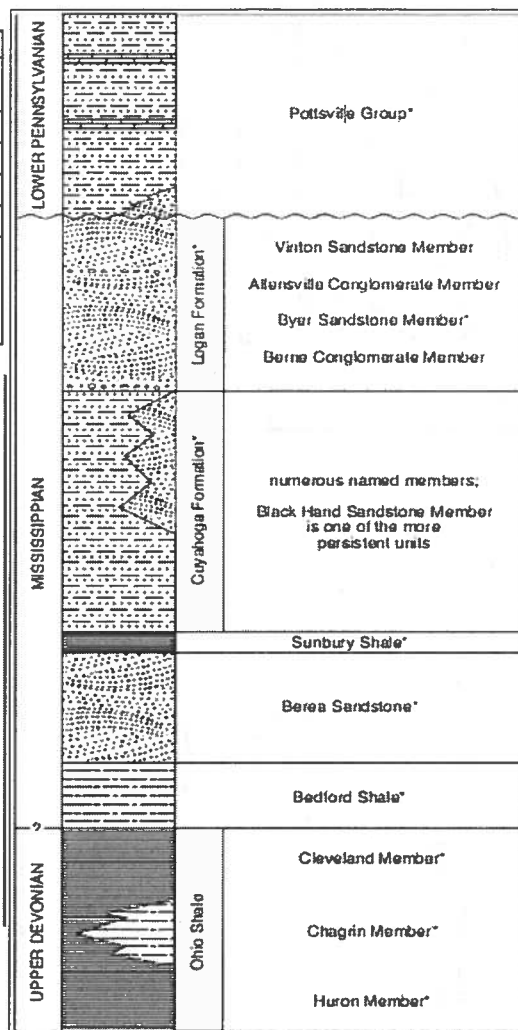 LOWER PENNSYLVANIAN
Pottsville Group*
MISSISSIPPIAN
Logan Formation*
Vinton Sandstone Member
Allensville Conglomerate Member
Byer Sandstone Member*
Berne Conglomerate Member
Cuyahoga Formation*
numerous named members;
Black Hand Sandstone Member
is one of the more
persistent units
Sunbury Shale*
Berea Sandstone*
Bedford Shale*
?
UPPER DEVONIAN
Ohio Shale
Cleveland Member*
Chagrin Member*
Huron Member*